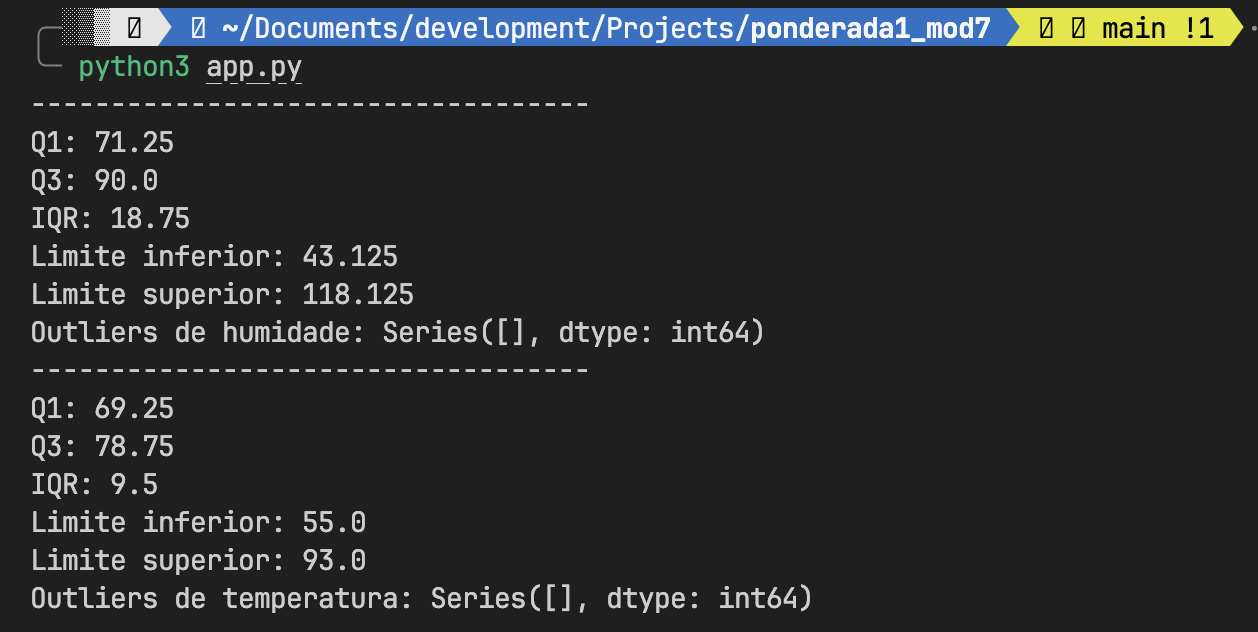 ~/Documents/development/Projects/ponderada1_mod7 main !1
python3 app.py
-----------------------------------
Q1: 71.25
Q3: 90.0
IQR: 18.75
Limite inferior: 43.125
Limite superior: 118.125
Outliers de humidade: Series([], dtype: int64)
-----------------------------------
Q1: 69.25
Q3: 78.75
IQR: 9.5
Limite inferior: 55.0
Limite superior: 93.0
Outliers de temperatura: Series([], dtype: int64)